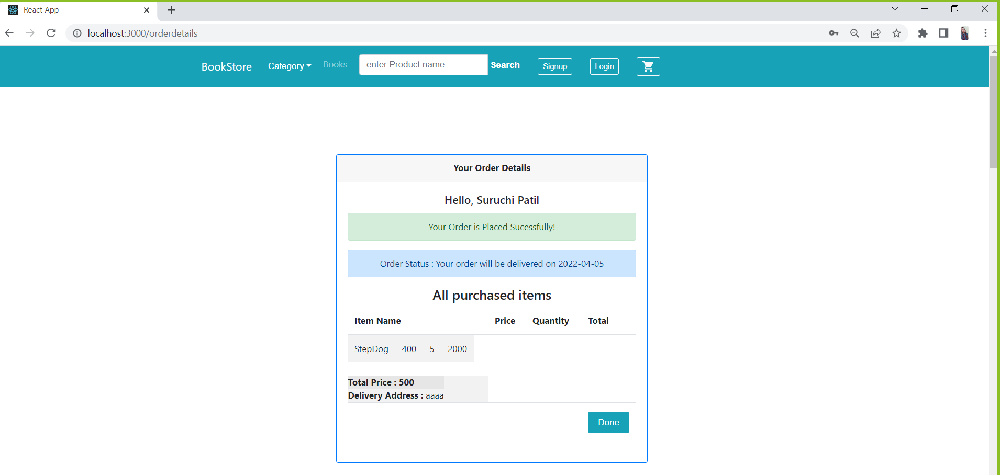 React App
localhost:3000/orderdetails
BookStore Category Books enter Product name Search Signup Login
Your Order Details
Hello, Suruchi Patil
Your Order is Placed Sucessfully!
Order Status : Your order will be delivered on 2022-04-05
All purchased items
Item Name Price Quantity Total
StepDog 400 5 2000
Total Price : 500
Delivery Address : aaaa
Done